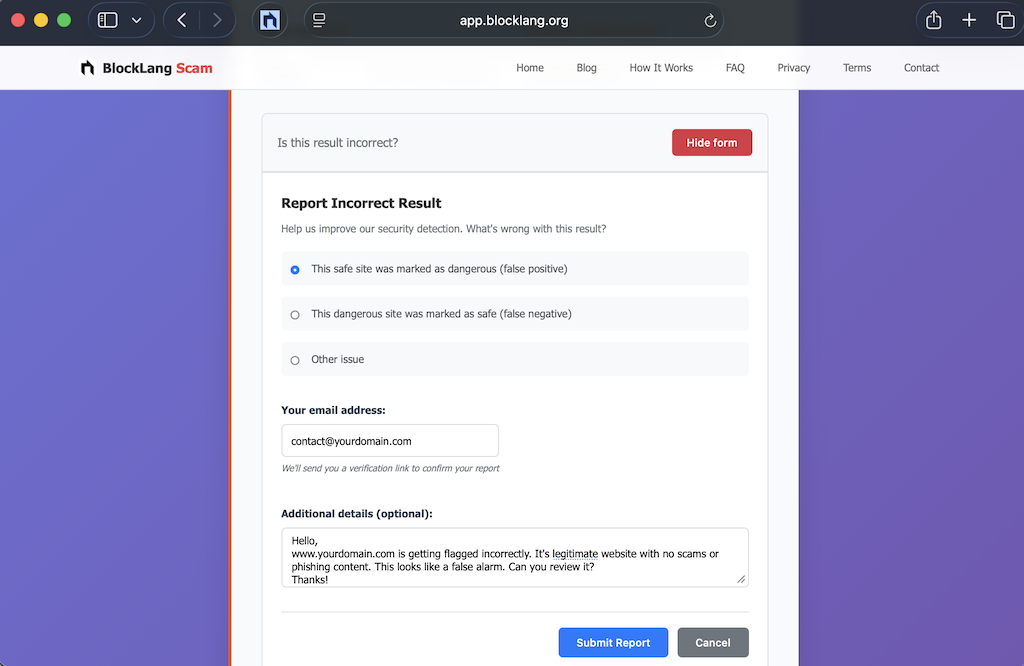 app.blocklang.org
BlockLang Scam
Home
Blog
How It Works
FAQ
Privacy
Terms
Contact
Is this result incorrect?
Hide form
Report Incorrect Result
Help us improve our security detection. What's wrong with this result?
This safe site was marked as dangerous (false positive)
This dangerous site was marked as safe (false negative)
Other issue
Your email address:
contact@yourdomain.com
We'll send you a verification link to confirm your report
Additional details (optional):
Hello,
www.yourdomain.com is getting flagged incorrectly. It's legitimate website with no scams or
phishing content. This looks like a false alarm. Can you review it?
Thanks!
Submit Report
Cancel